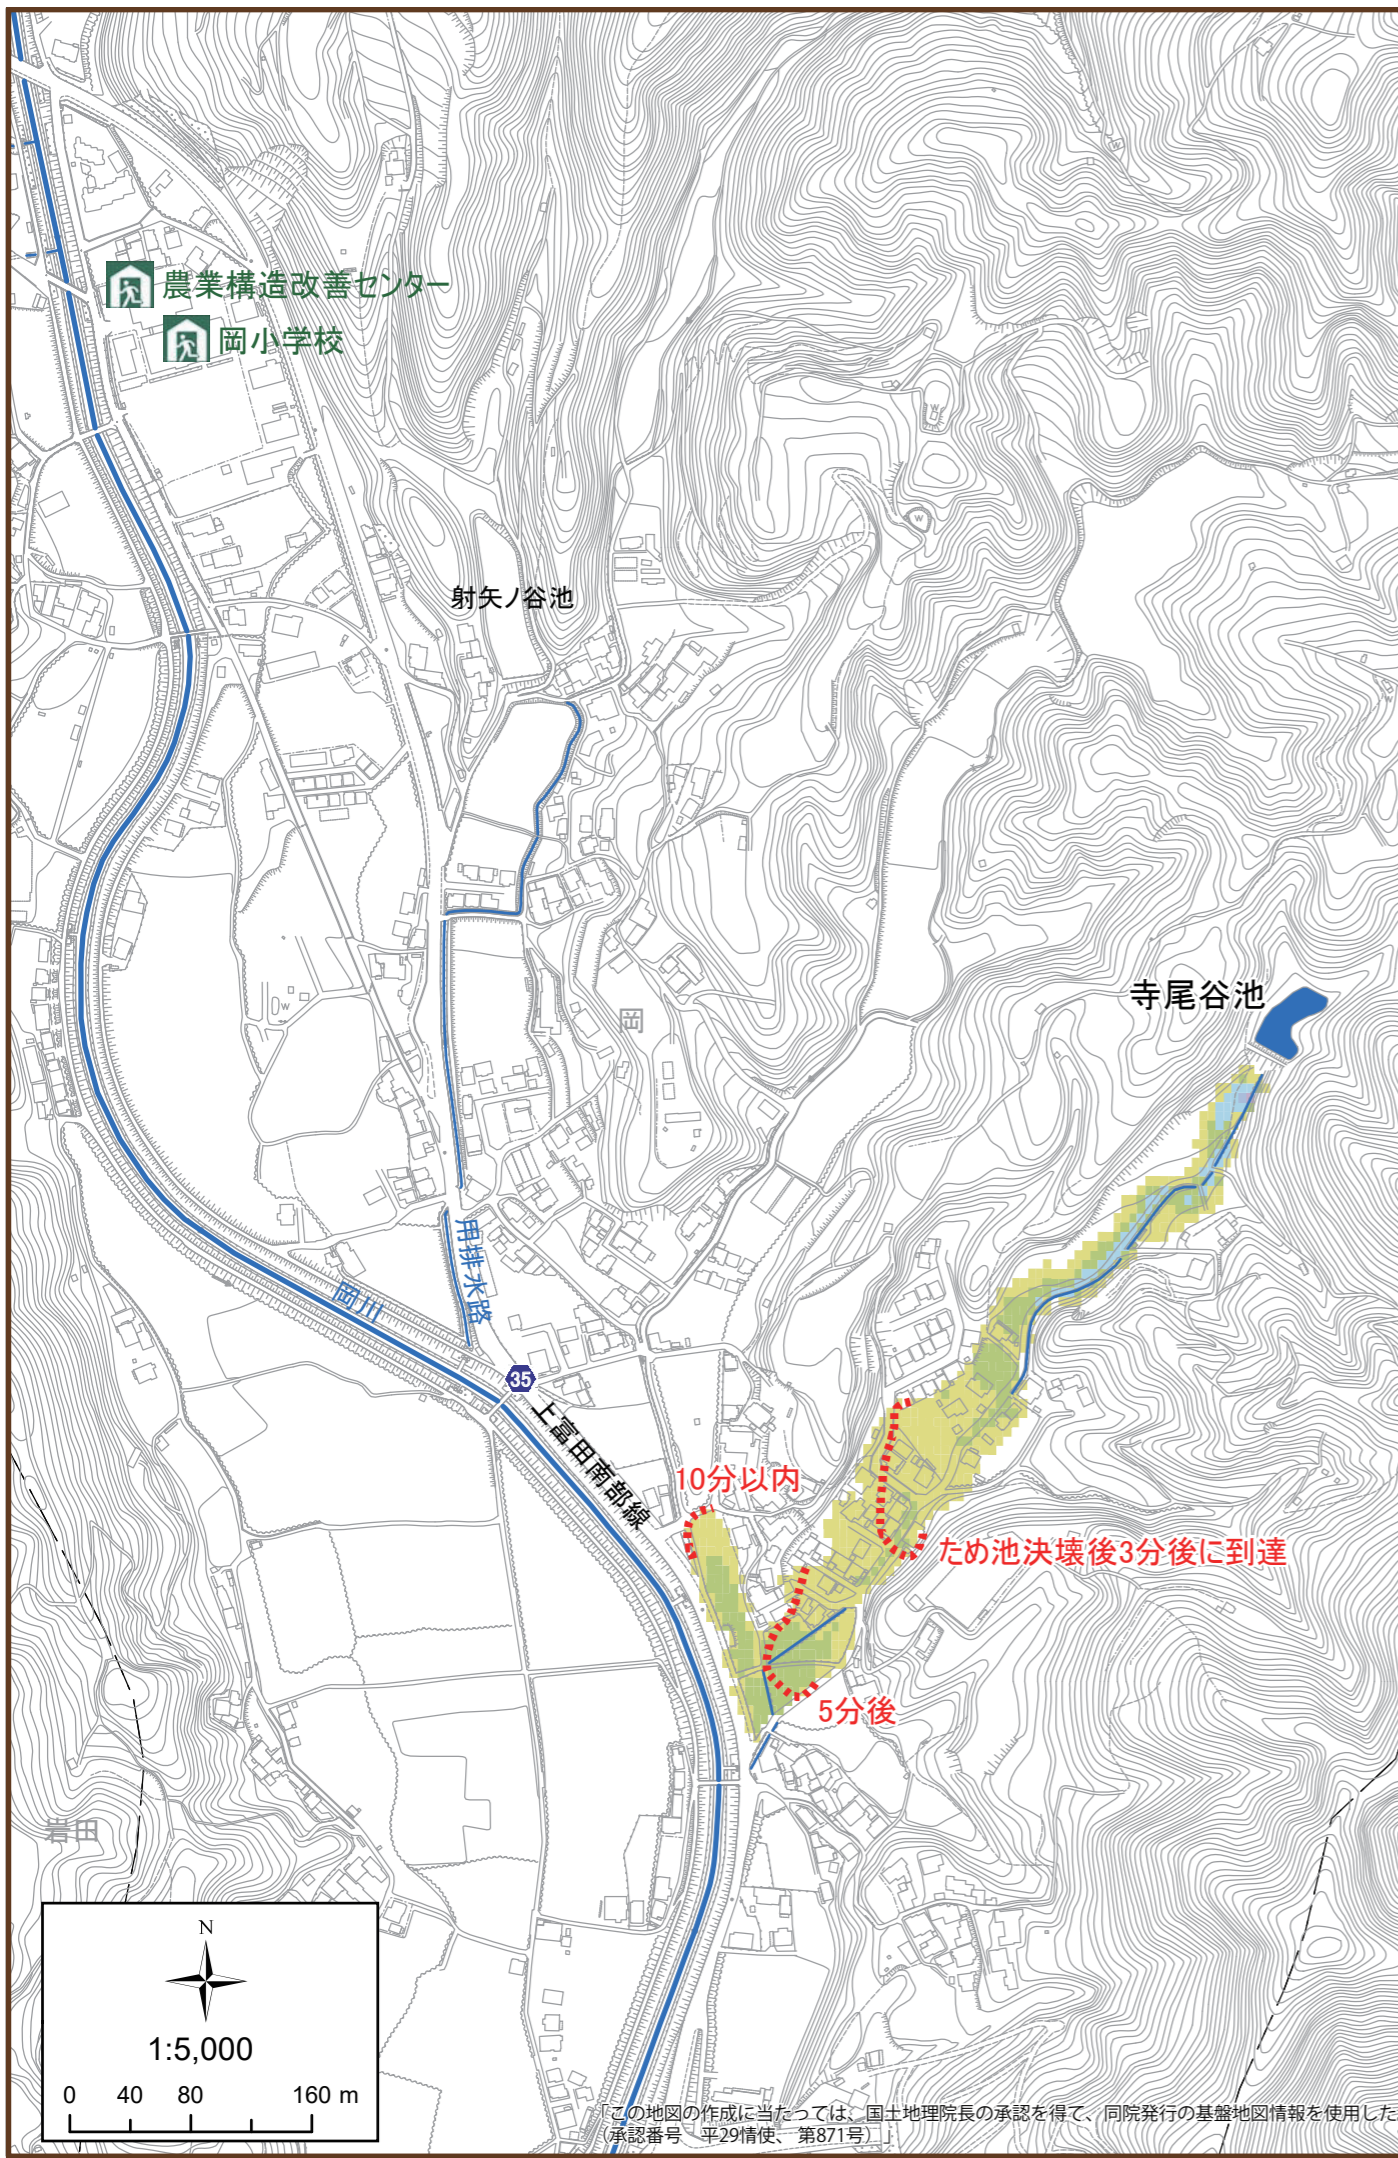 農業構造改善センター
岡小学校
射矢ノ谷池
寺尾谷池
岡
用排水路
岡川
35
上富田南部線
10分以内
ため池決壊後3分後に到達
5分後
N
1:5,000
0 40 80 160 m
「この地図の作成に当たっては、国土地理院長の承認を得て、同院発行の基盤地図情報を使用した
(承認番号 平29情使、 第871号)」
W
W
W
W